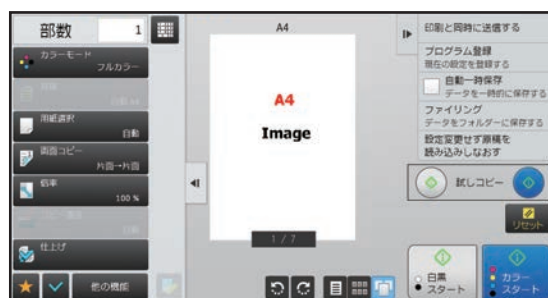 部数 1
カラーモード
フルカラー
原稿
自動 A4
用紙選択
自動
両面コピー
片面→片面
倍率
100 %
自動
仕上げ
他の機能
A4
A4
Image
1 / 7
印刷と同時に送信する
プログラム登録
現在の設定を登録する
自動一時保存
データを一時的に保存する
ファイリング
データをフォルダーに保存する
設定変更せず原稿を
読み込みしなおす
試しコピー
リセット
白黒
スタート
カラー
スタート